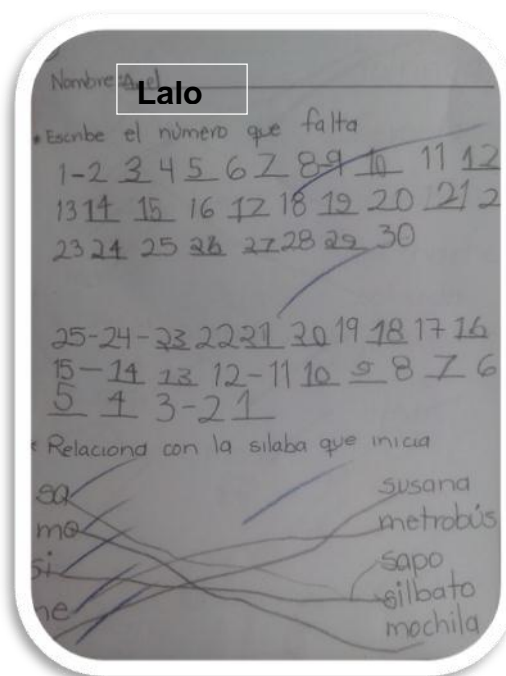 Nombre:
Lalo
• Escribe el número que falta
1-2 3 4 5 6 7 8 9 10 11 12
13 14 15 16 17 18 19 20 21 2
23 24 25 26 27 28 29 30
25-24-23 22 21 20 19 18 17 16
15-14 13 12-11 10 9 8 7 6
5 4 3-2 1
Relaciona con la silaba que inicia
sa susana
mo metrobús
si sapo
silbato
me mochila